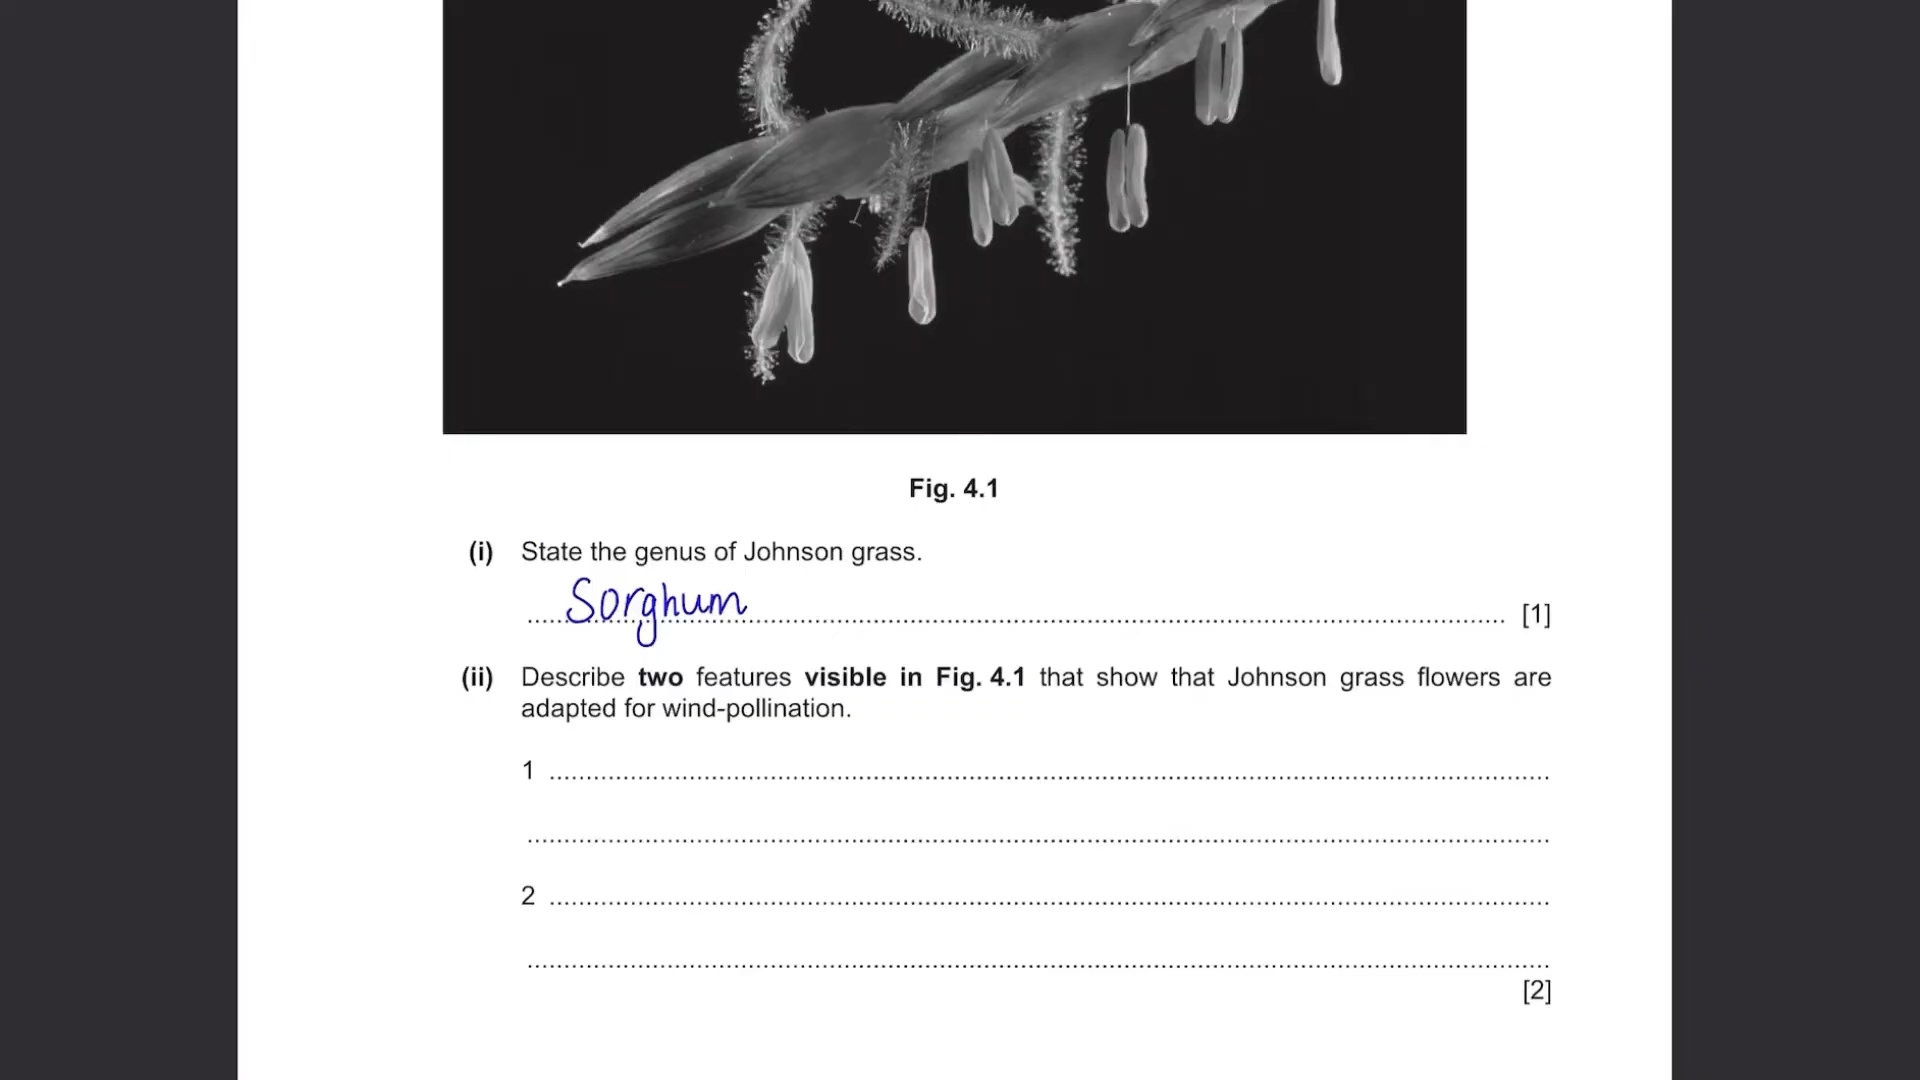 Fig. 4.1
(i) State the genus of Johnson grass.
Sorghum
[1]
(ii) Describe two features visible in Fig. 4.1 that show that Johnson grass flowers are
adapted for wind-pollination.
1
2
[2]